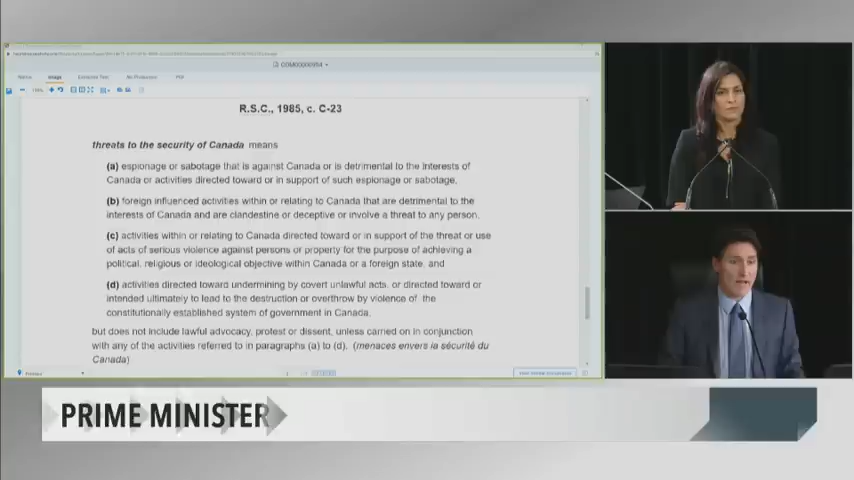 R.S.C., 1985, c. C-23
threats to the security of Canada means
(a) espionage or sabotage that is against Canada or is detrimental to the interests of
Canada or activities directed toward or in support of such espionage or sabotage,
(b) foreign influenced activities within or relating to Canada that are detrimental to the
interests of Canada and are clandestine or deceptive or involve a threat to any person,
(c) activities within or relating to Canada directed toward or in support of the threat or use
of acts of serious violence against persons or property for the purpose of achieving a
political, religious or ideological objective within Canada or a foreign state, and
(d) activities directed toward undermining by covert unlawful acts, or directed toward or
intended ultimately to lead to the destruction or overthrow by violence of the
constitutionally established system of government in Canada,
but does not include lawful advocacy, protest or dissent, unless carried on in conjunction
with any of the activities referred to in paragraphs (a) to (d). (menaces envers la sécurité du
Canada)
PRIME MINISTER